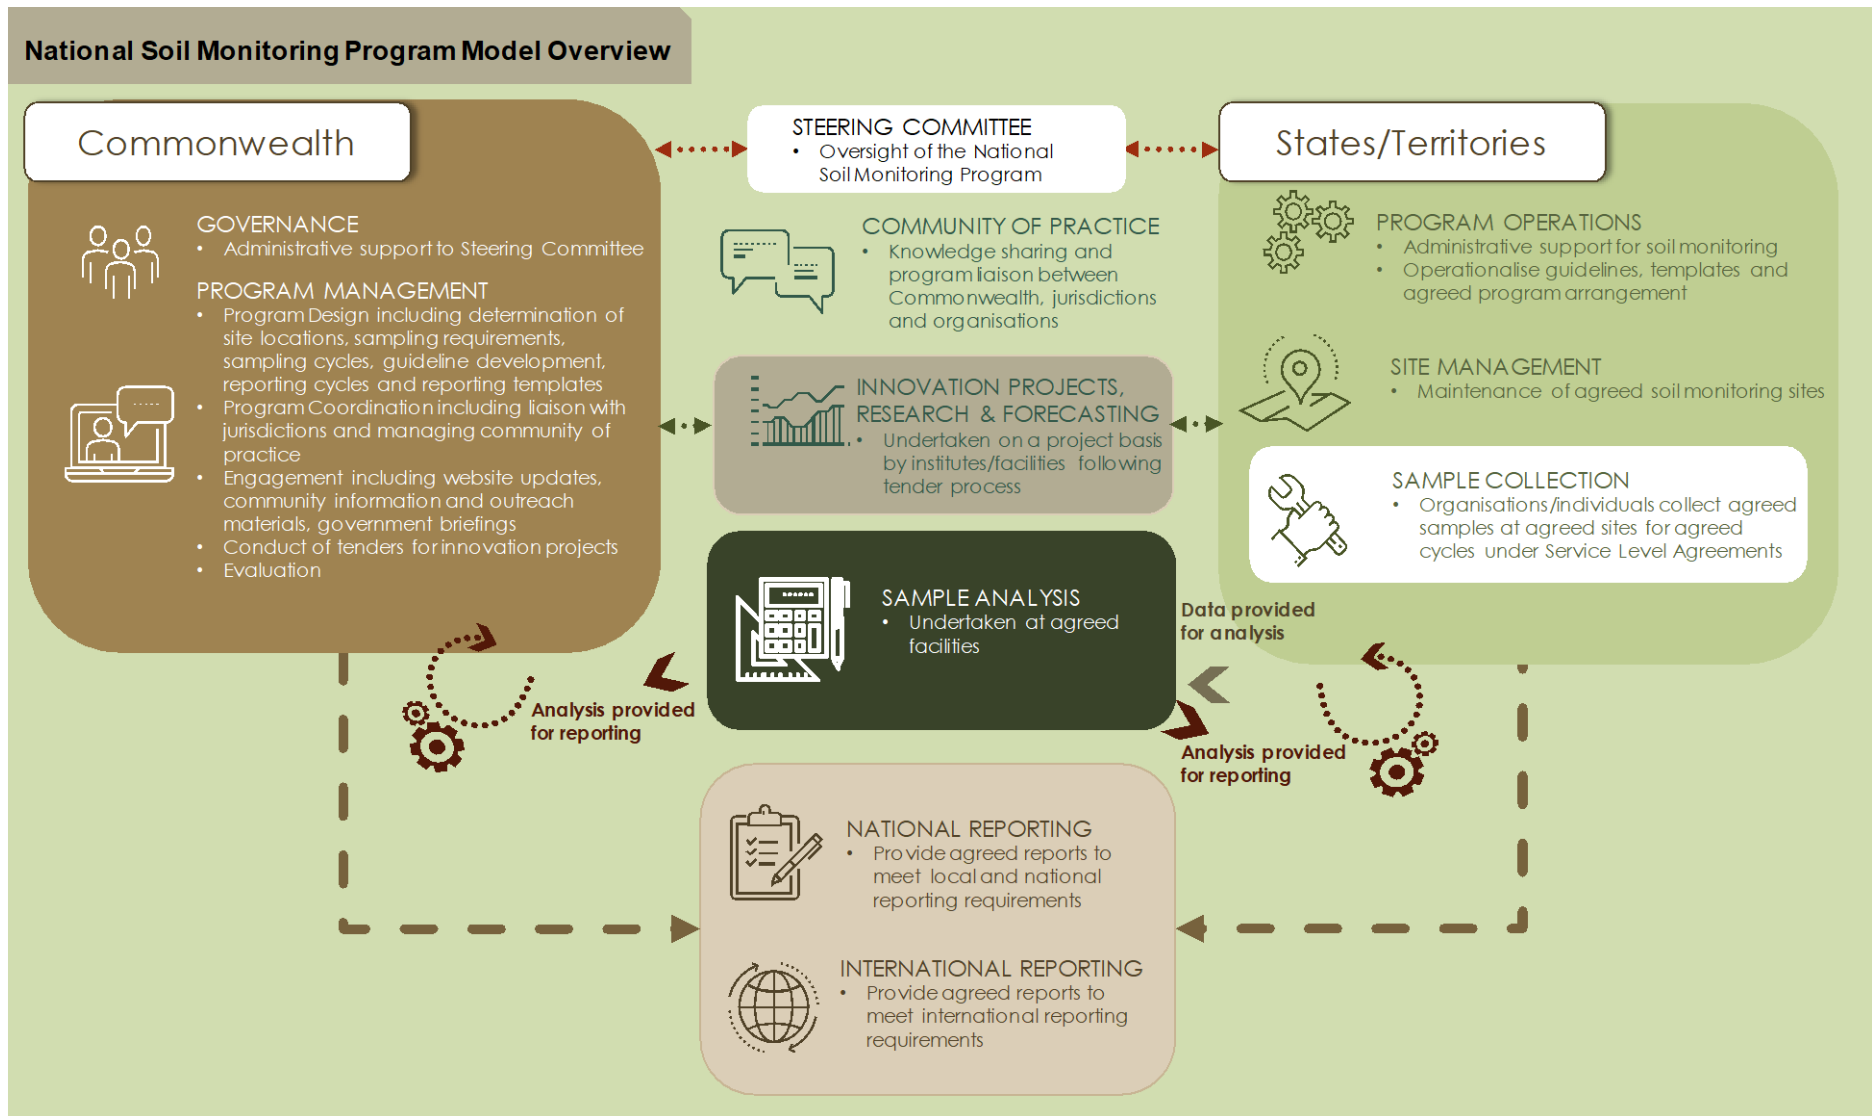 National Soil Monitoring Program Model Overview
Commonwealth
GOVERNANCE
• Administrative support to Steering Committee
PROGRAM MANAGEMENT
• Program Design including determination of
site locations, sampling requirements,
sampling cycles, guideline development,
reporting cycles and reporting templates
• Program Coordination including liaison with
jurisdictions and managing community of
practice
• Engagement including website updates,
community information and outreach
materials, government briefings
• Conduct of tenders for innovation projects
• Evaluation
STEERING COMMITTEE
• Oversight of the National
Soil Monitoring Program
COMMUNITY OF PRACTICE
• Knowledge sharing and
program liaison between
Commonwealth, jurisdictions
and organisations
INNOVATION PROJECTS,
RESEARCH & FORECASTING
• Undertaken on a project basis
by institutes/facilities following
tender process
SAMPLE ANALYSIS
• Undertaken at agreed
facilities
States/Territories
PROGRAM OPERATIONS
• Administrative support for soil monitoring
• Operationalise guidelines, templates and
agreed program arrangement
SITE MANAGEMENT
• Maintenance of agreed soil monitoring sites
SAMPLE COLLECTION
• Organisations/individuals collect agreed
samples at agreed sites for agreed
cycles under Service Level Agreements
Data provided
for analysis
Analysis provided
for reporting
Analysis provided
for reporting
NATIONAL REPORTING
• Provide agreed reports to
meet local and national
reporting requirements
INTERNATIONAL REPORTING
• Provide agreed reports to
meet international reporting
requirements